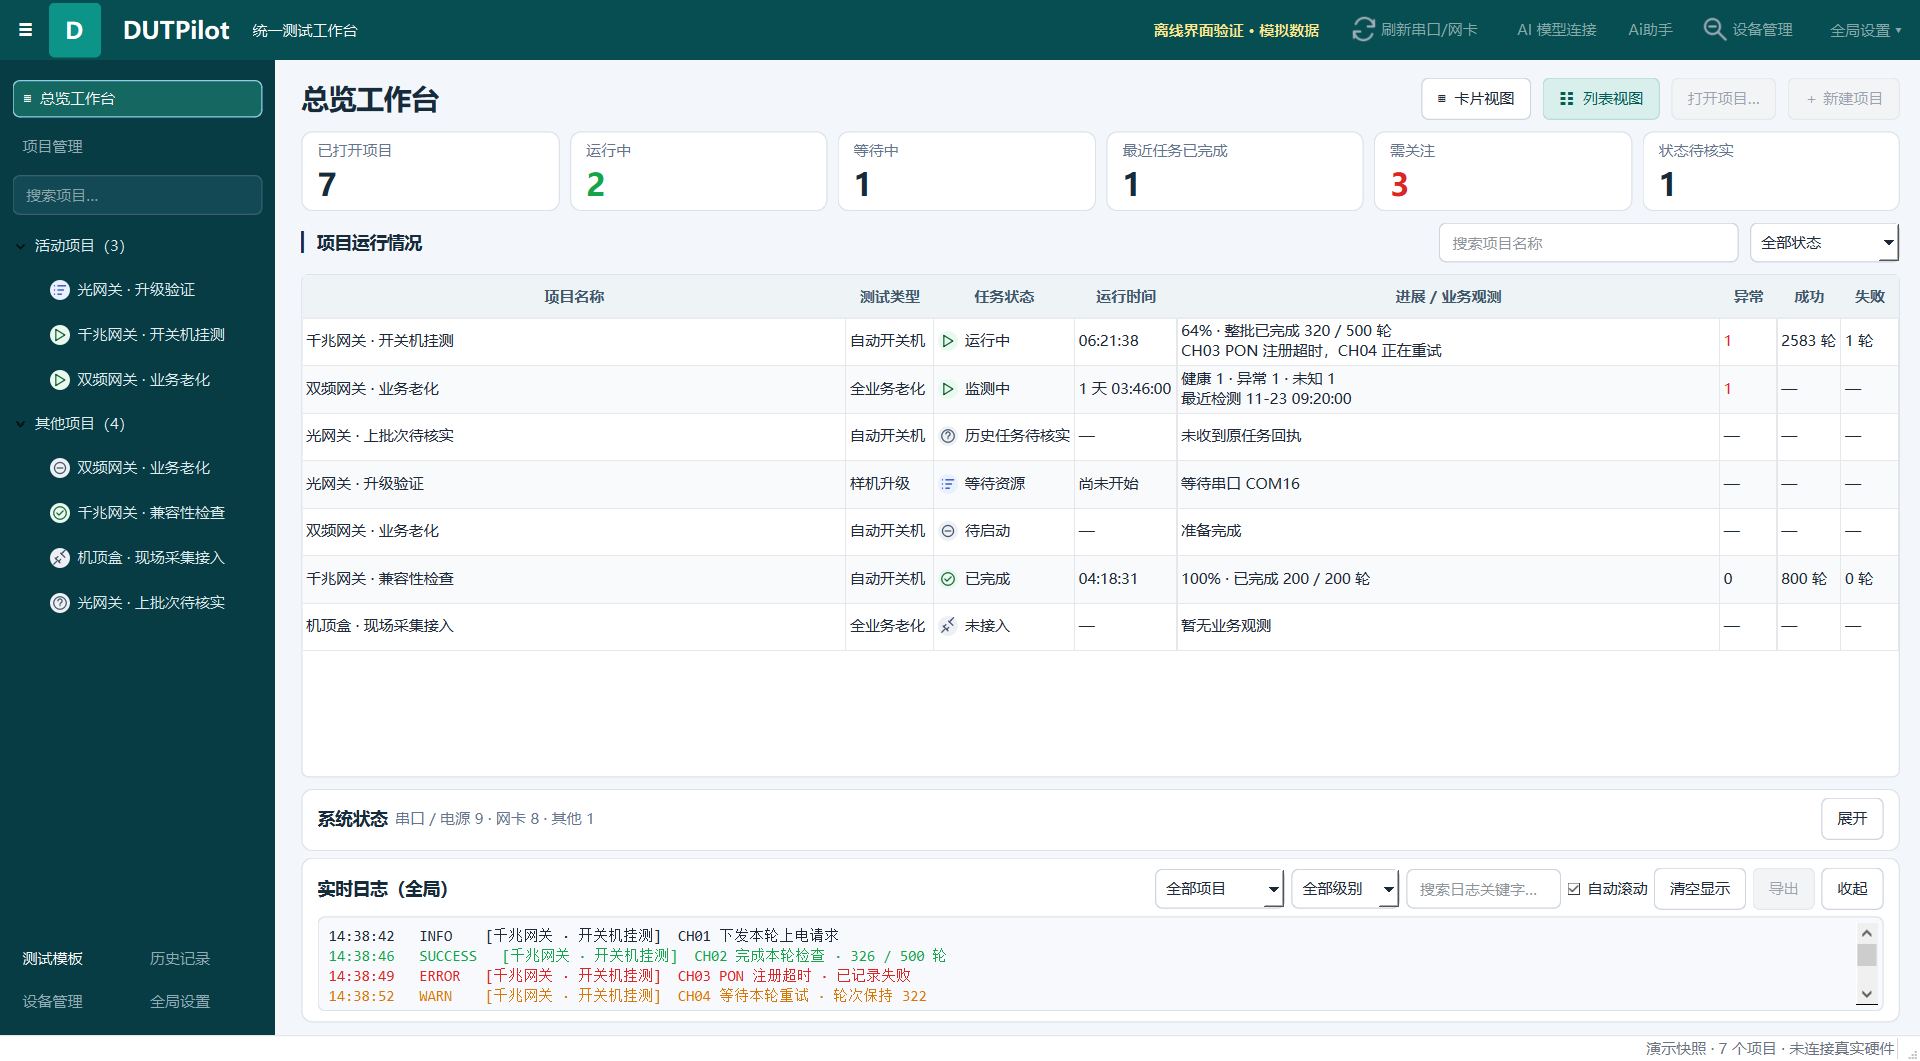 ≡ D DUTPilot 统一测试工作台 离线界面验证 • 模拟数据 刷新串口/网卡 AI 模型连接 Ai助手 设备管理 全局设置 ▾
≡ 总览工作台
项目管理
搜索项目...
活动项目 (3)
光网关 · 升级验证
千兆网关 · 开关机挂测
双频网关 · 业务老化
其他项目 (4)
双频网关 · 业务老化
千兆网关 · 兼容性检查
机顶盒 · 现场采集接入
光网关 · 上批次待核实
测试模板 历史记录
设备管理 全局设置
总览工作台 ≡ 卡片视图 列表视图 打开项目... + 新建项目
已打开项目 运行中 等待中 最近任务已完成 需关注 状态待核实
7 2 1 1 3 1
项目运行情况 搜索项目名称 全部状态
项目名称 测试类型 任务状态 运行时间 进展 / 业务观测 异常 成功 失败
千兆网关 · 开关机挂测 自动开关机 运行中 06:21:38 64% · 整批已完成 320 / 500 轮 1 2583 轮 1 轮
CH03 PON 注册超时，CH04 正在重试
双频网关 · 业务老化 全业务老化 监测中 1 天 03:46:00 健康 1 · 异常 1 · 未知 1 1 — —
最近检测 11-23 09:20:00
光网关 · 上批次待核实 自动开关机 历史任务待核实 — 未收到原任务回执 — — —
光网关 · 升级验证 样机升级 等待资源 尚未开始 等待串口 COM16 — — —
双频网关 · 业务老化 自动开关机 待启动 — 准备完成 — — —
千兆网关 · 兼容性检查 自动开关机 已完成 04:18:31 100% · 已完成 200 / 200 轮 0 800 轮 0 轮
机顶盒 · 现场采集接入 全业务老化 未接入 — 暂无业务观测 — — —
系统状态 串口 / 电源 9 · 网卡 8 · 其他 1 展开
实时日志（全局） 全部项目 全部级别 搜索日志关键字... 自动滚动 清空显示 导出 收起
14:38:42 INFO [千兆网关 · 开关机挂测] CH01 下发本轮上电请求
14:38:46 SUCCESS [千兆网关 · 开关机挂测] CH02 完成本轮检查 · 326 / 500 轮
14:38:49 ERROR [千兆网关 · 开关机挂测] CH03 PON 注册超时 · 已记录失败
14:38:52 WARN [千兆网关 · 开关机挂测] CH04 等待本轮重试 · 轮次保持 322
演示快照 · 7 个项目 · 未连接真实硬件